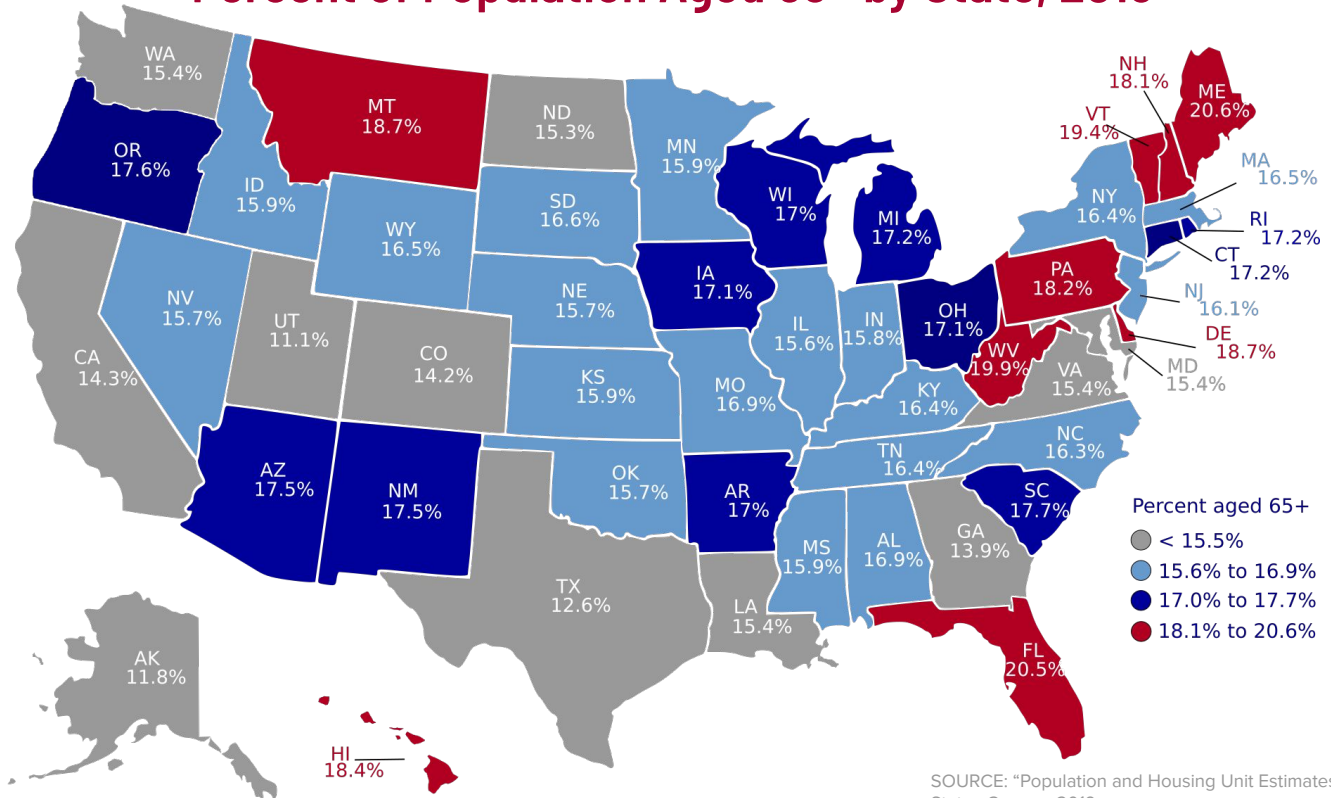 Percent of Population Aged by State,
WA
15.4%
MT
18.7%
ND
15.3%
MN
15.9%
NH
18.1%
ME
20.6%
VT
19.4%
OR
17.6%
ID
15.9%
SD
16.6%
WI
17%
MI
17.2%
NY
16.4%
MA
16.5%
RI
17.2%
CT
17.2%
WY
16.5%
IA
17.1%
PA
18.2%
NJ
16.1%
NV
15.7%
UT
11.1%
NE
15.7%
IL
15.6%
IN
15.8%
OH
17.1%
DE
18.7%
WV
19.9%
MD
15.4%
CA
14.3%
CO
14.2%
KS
15.9%
MO
16.9%
KY
16.4%
VA
15.4%
AZ
17.5%
NM
17.5%
OK
15.7%
AR
17%
TN
16.4%
NC
16.3%
SC
17.7%
MS
15.9%
AL
16.9%
GA
13.9%
TX
12.6%
LA
15.4%
FL
20.5%
AK
11.8%
HI
18.4%
Percent aged 65+
< 15.5%
15.6% to 16.9%
17.0% to 17.7%
18.1% to 20.6%
SOURCE: “Population and Housing Unit Estimates